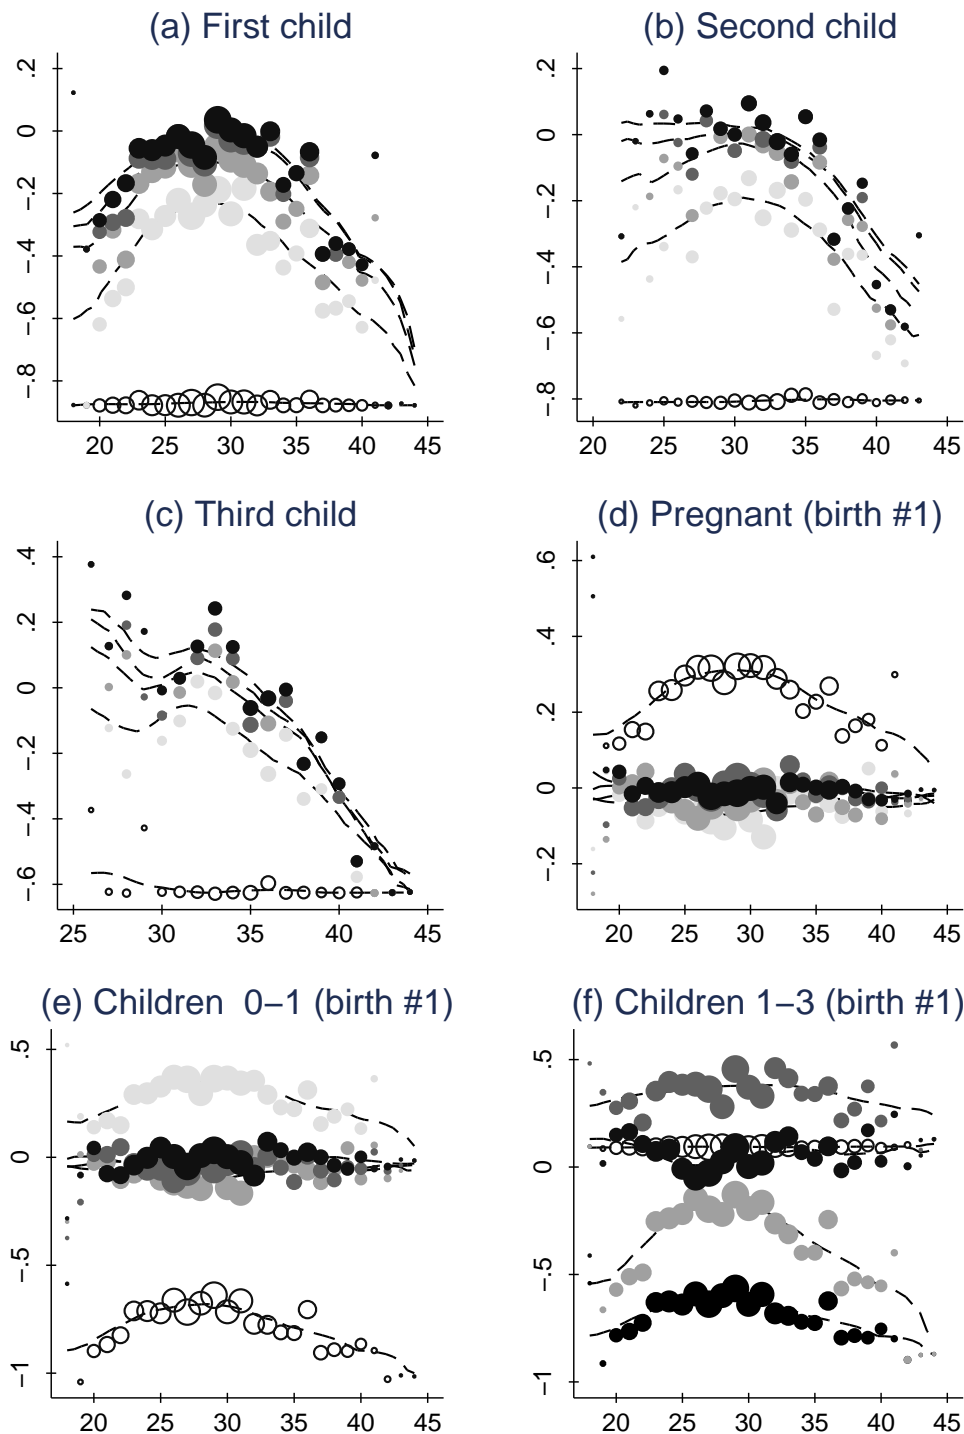 (a) First child
(b) Second child
.2
0
−.2
−.4
−.6
−.8
20 25 30 35 40 45
.2
0
−.2
−.4
−.6
−.8
20 25 30 35 40 45
(c) Third child
(d) Pregnant (birth #1)
.4
.2
0
−.2
−.4
−.6
25 30 35 40 45
.6
.4
.2
0
−.2
20 25 30 35 40 45
(e) Children 0−1 (birth #1)
(f) Children 1−3 (birth #1)
.5
0
−.5
−1
20 25 30 35 40 45
.5
0
−.5
−1
20 25 30 35 40 45